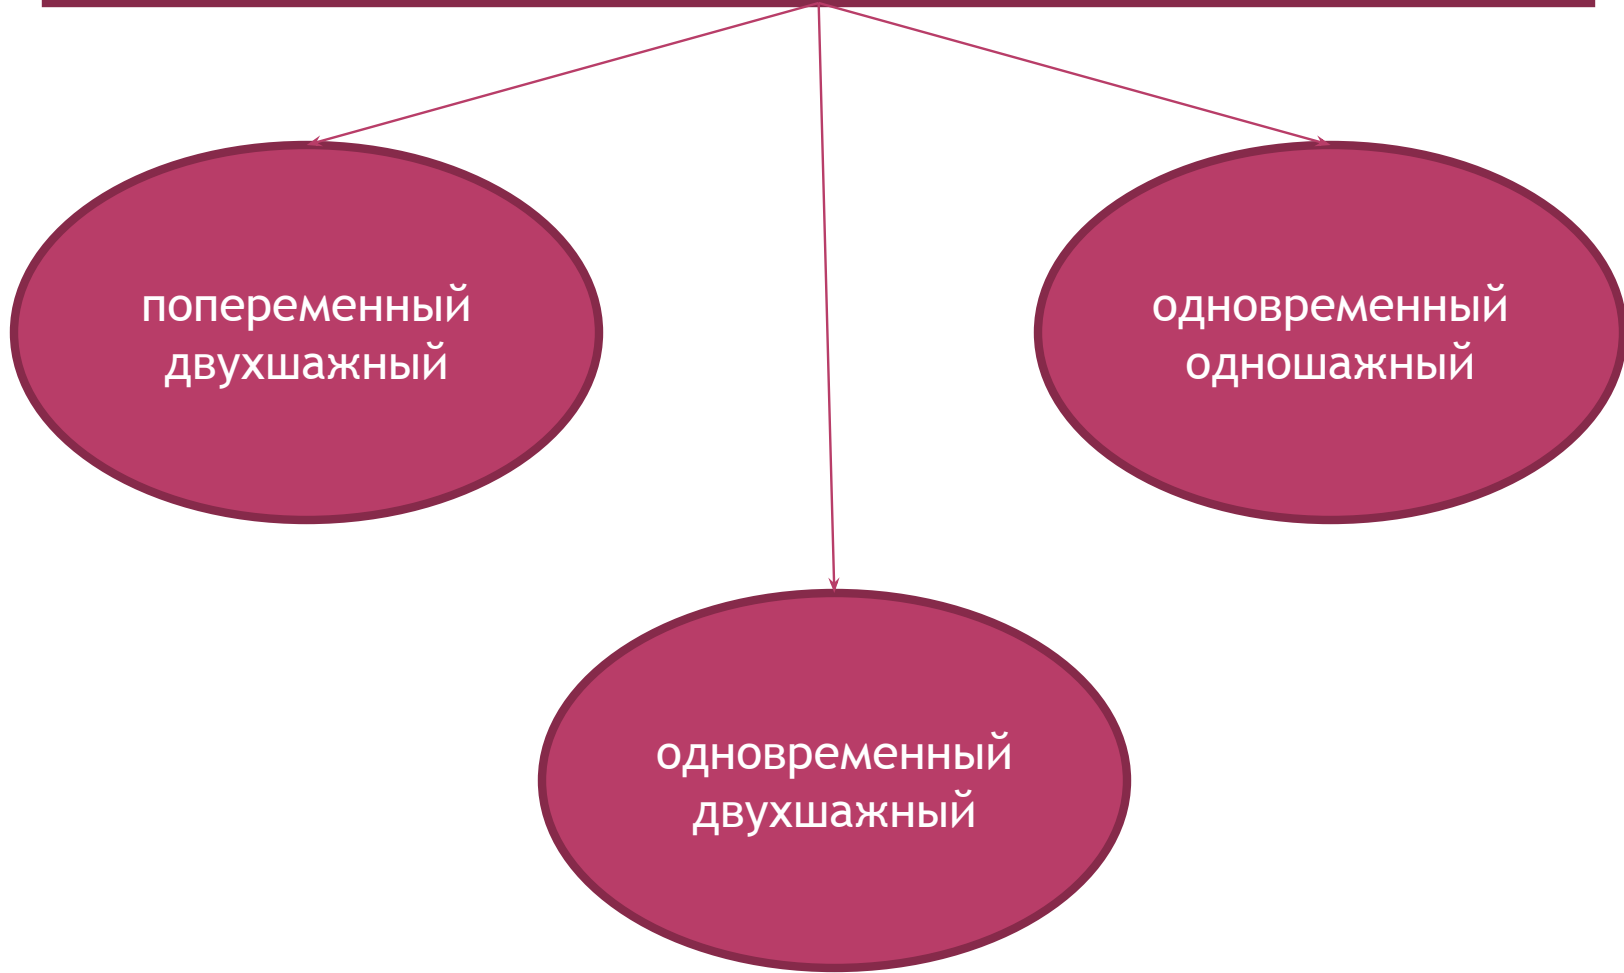 попеременный
двухшажный
одновременный
одношажный
одновременный
двухшажный